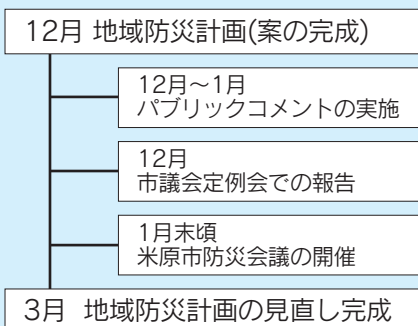 12月 地域防災計画(案の完成)
12月～1月
パブリックコメントの実施
12月
市議会定例会での報告
1月末頃
米原市防災会議の開催
3月 地域防災計画の見直し完成